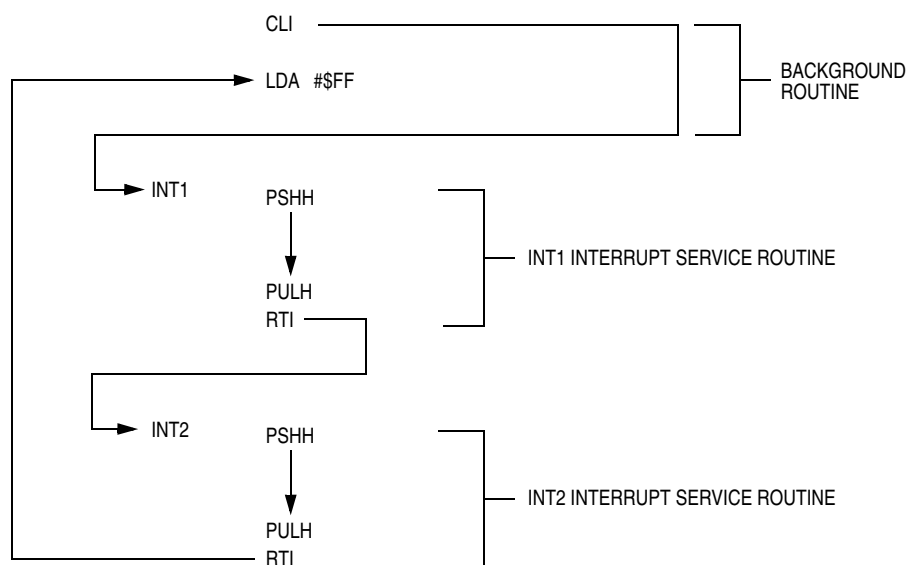 CLI
LDA #$FF
BACKGROUND
ROUTINE
INT1
PSHH
INT1 INTERRUPT SERVICE ROUTINE
PULH
RTI
INT2
PSHH
INT2 INTERRUPT SERVICE ROUTINE
PULH
RTI